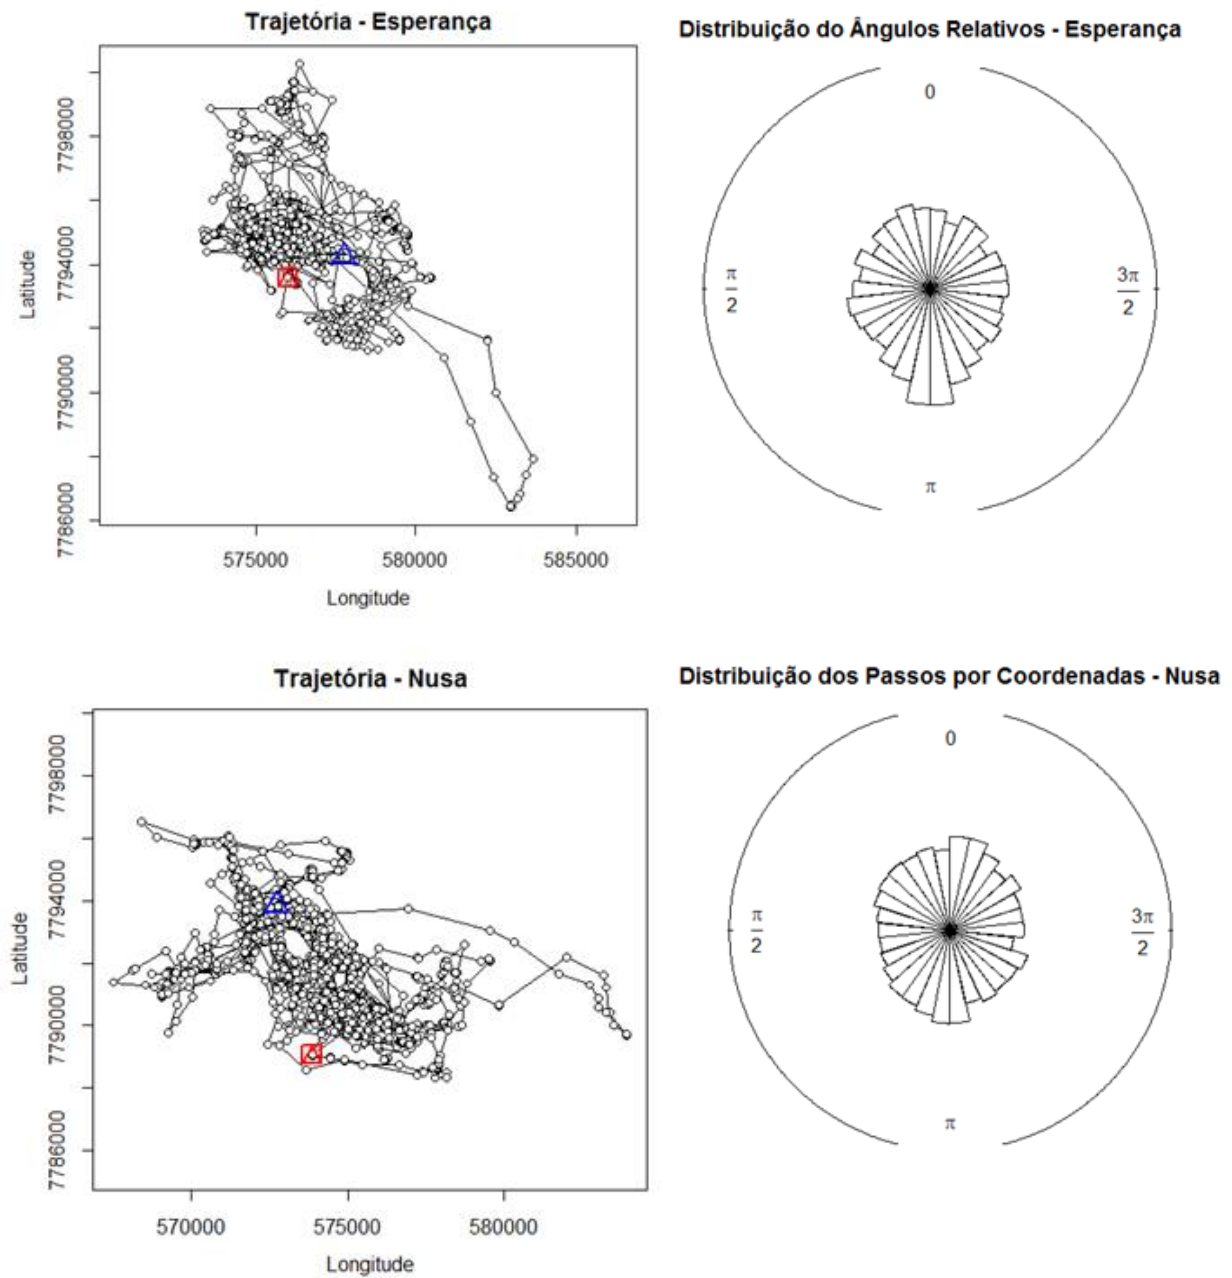 Trajetória - Esperança
7798000
7794000
7790000
7786000
Latitude
575000 580000 585000
Longitude
Distribuição do Ângulos Relativos - Esperança
0
π
2
3π
2
π
Trajetória - Nusa
7798000
7794000
7790000
7786000
Latitude
570000 575000 580000
Longitude
Distribuição dos Passos por Coordenadas - Nusa
0
π
2
3π
2
π